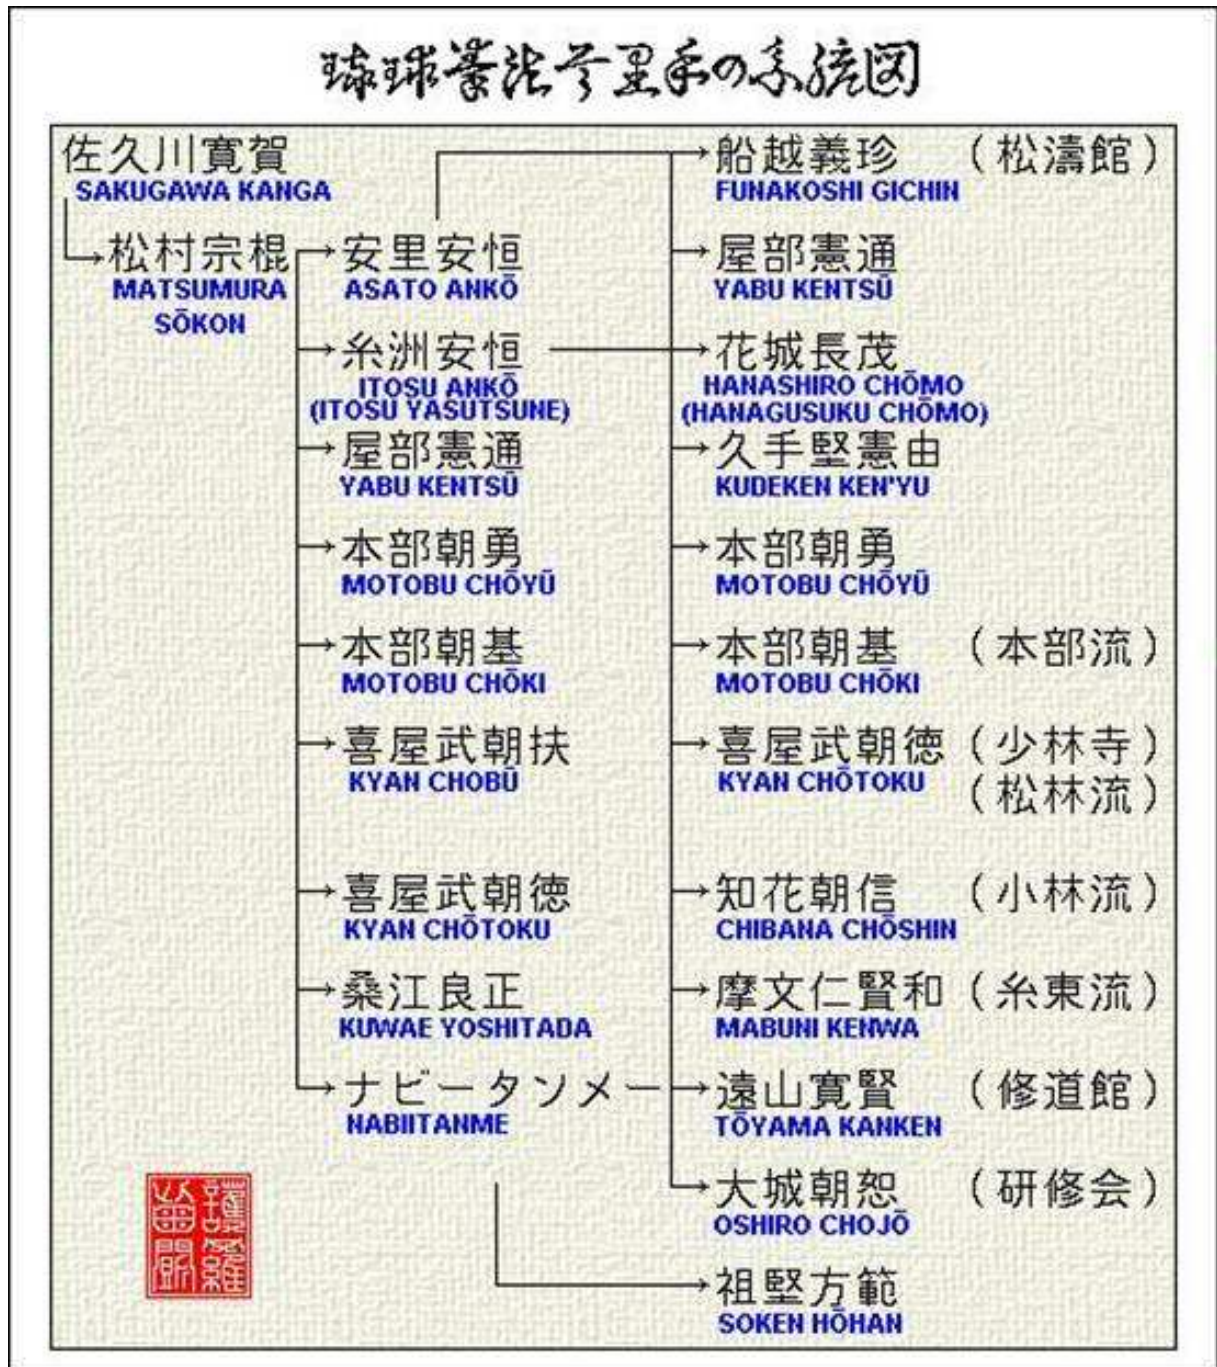 琉球拳法首里手の系統図
佐久川寛賀
SAKUGAWA KANGA
松村宗棍
MATSUMURA
SŌKON
安里安恒
ASATO ANKŌ
糸洲安恒
ITOSU ANKŌ
(ITOSU YASUTSUNE)
屋部憲通
YABU KENTSŪ
本部朝勇
MOTOBU CHŌYŪ
本部朝基
MOTOBU CHŌKI
喜屋武朝扶
KYAN CHOBŪ
喜屋武朝徳
KYAN CHŌTOKU
桑江良正
KUWAE YOSHITADA
ナビータンメー
NABIITANME
船越義珍 (松濤館)
FUNAKOSHI GICHIN
屋部憲通
YABU KENTSŪ
花城長茂
HANASHIRO CHŌMO
(HANAGUSUKU CHŌMO)
久手堅憲由
KUDEKEN KEN'YU
本部朝勇
MOTOBU CHŌYŪ
本部朝基 (本部流)
MOTOBU CHŌKI
喜屋武朝徳 (少林寺)
KYAN CHŌTOKU
(松林流)
知花朝信 (小林流)
CHIBANA CHŌSHIN
摩文仁賢和 (糸東流)
MABUNI KENWA
遠山寛賢 (修道館)
TŌYAMA KANKEN
大城朝恕 (研修会)
OSHIRO CHOJŌ
祖堅方範
SOKEN HŌHAN